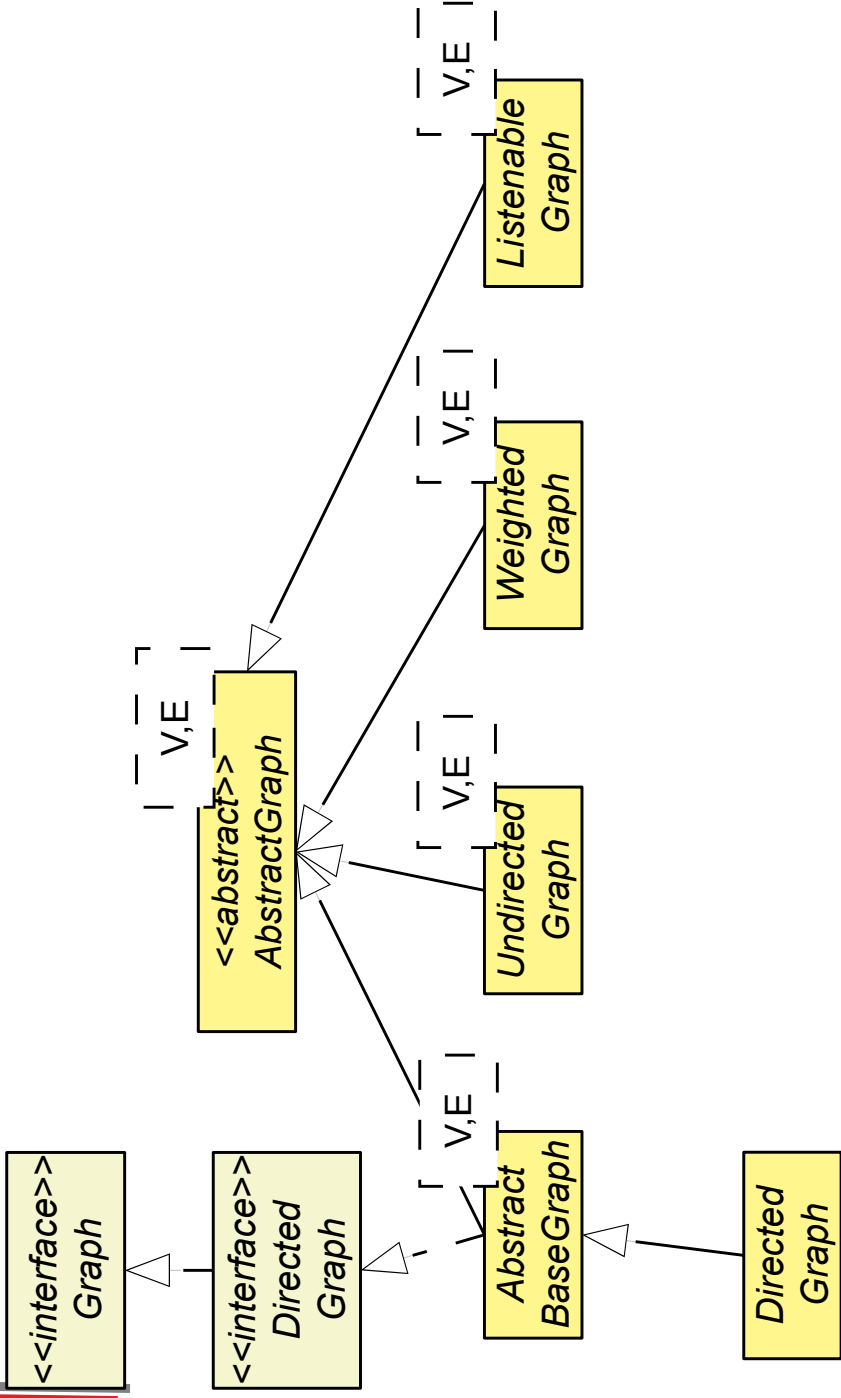 <<interface>>
Graph
<<interface>>
Directed
Graph
V,E
<<abstract>>
AbstractGraph
V,E
Abstract
BaseGraph
V,E
Undirected
Graph
V,E
Weighted
Graph
V,E
Listenable
Graph
Directed
Graph